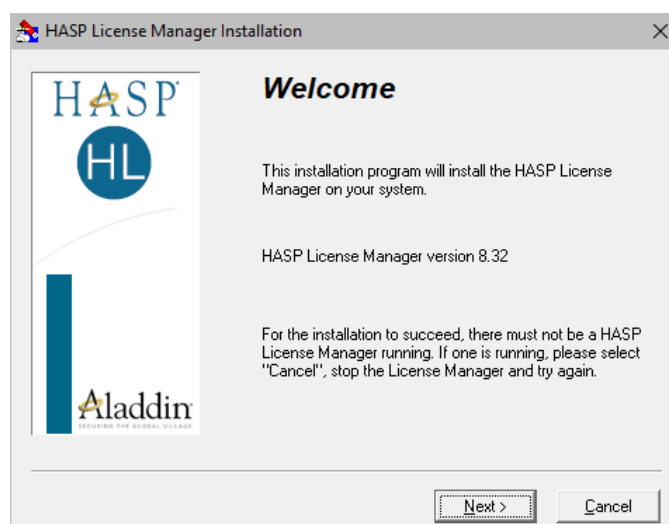 HASP License Manager Installation
HASP
HL
Aladdin
SECURING THE GLOBAL VILLAGE
Welcome
This installation program will install the HASP License
Manager on your system.
HASP License Manager version 8.32
For the installation to succeed, there must not be a HASP
License Manager running. If one is running, please select
"Cancel", stop the License Manager and try again.
Next >
Cancel